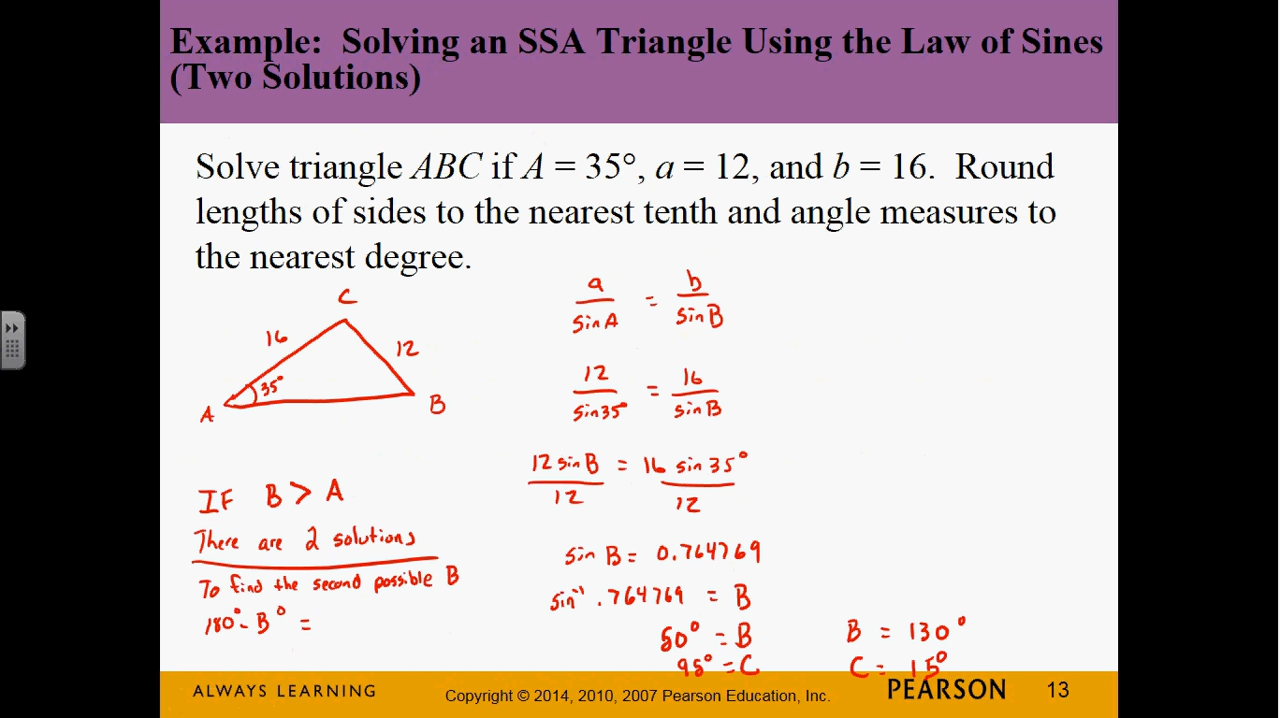 Example: Solving an SSA Triangle Using the Law of Sines
(Two Solutions)
Solve triangle ABC if A = 35°, a = 12, and b = 16. Round
lengths of sides to the nearest tenth and angle measures to
the nearest degree.
C
16
12
35°
A
B
IF B > A
There are 2 solutions
To find the second possible B
180° - B° =
a / sin A = b / sin B
12 / sin 35° = 16 / sin B
12 sin B / 12 = 16 sin 35° / 12
sin B = 0.764769
sin⁻¹ .764769 = B
50° = B
95° = C
B = 130°
C = 15°
ALWAYS LEARNING
Copyright © 2014, 2010, 2007 Pearson Education, Inc.
PEARSON
13